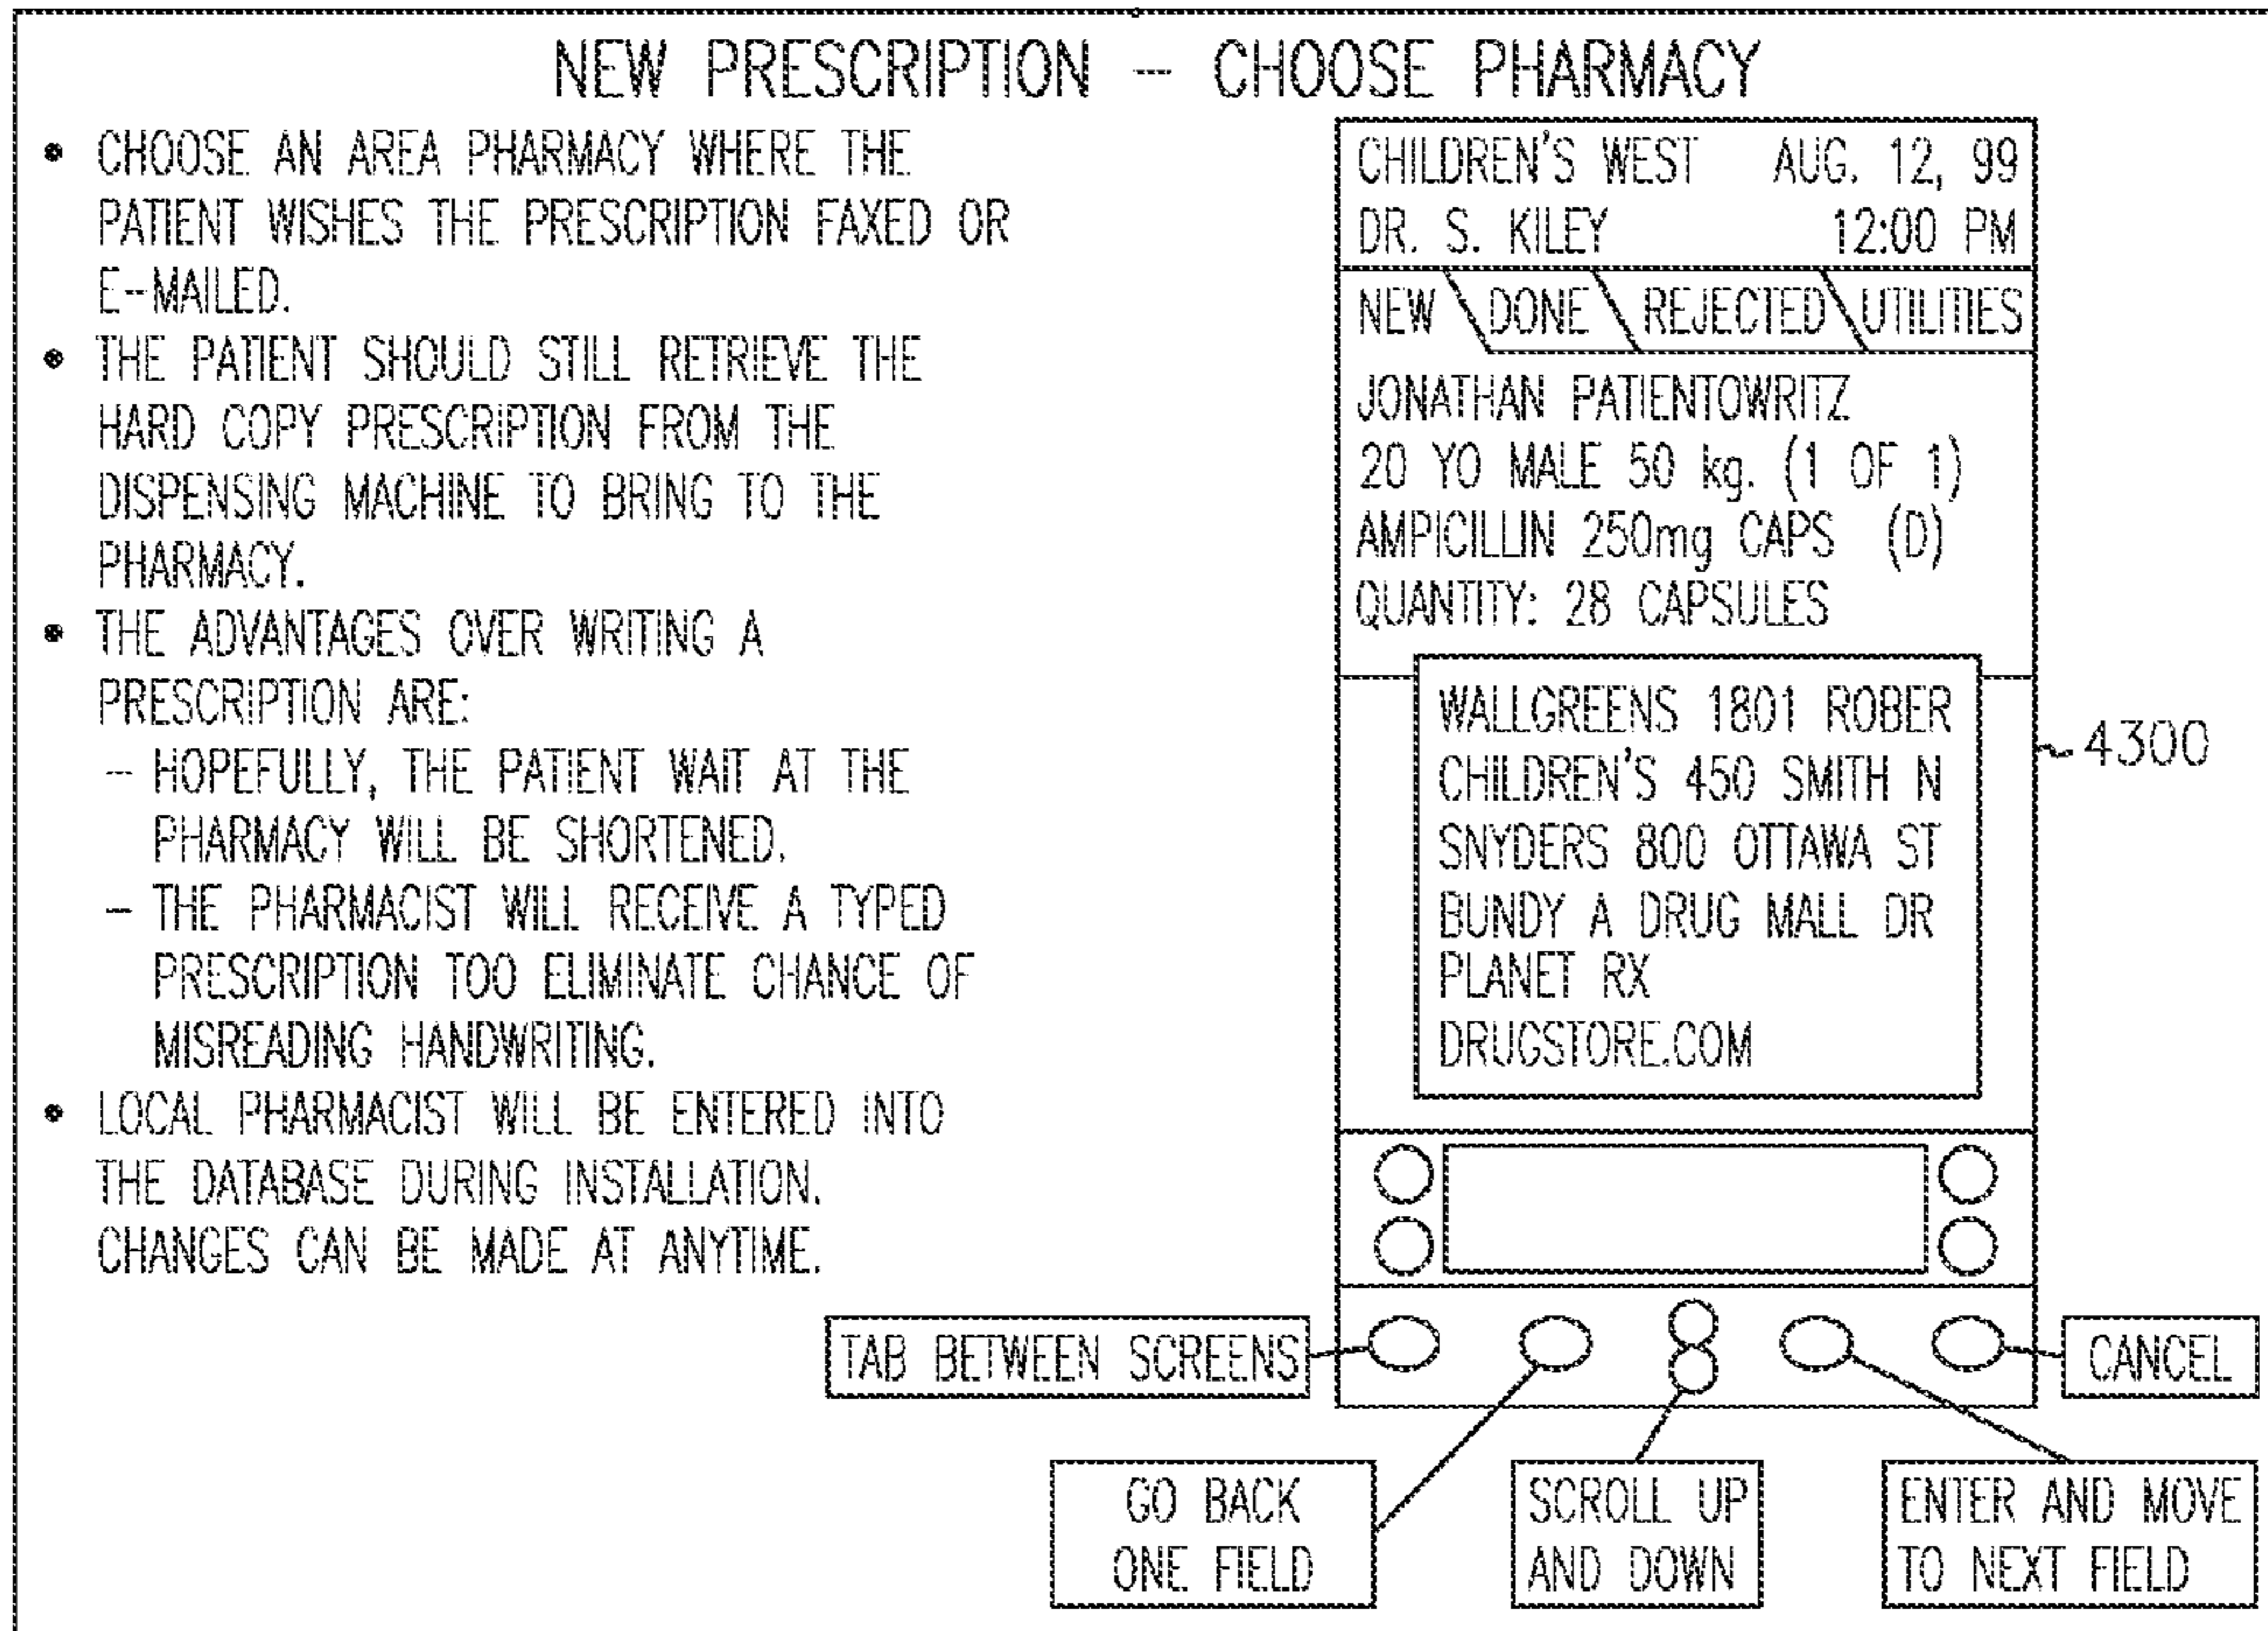 NEW PRESCRIPTION -- CHOOSE PHARMACY
• CHOOSE AN AREA PHARMACY WHERE THE
PATIENT WISHES THE PRESCRIPTION FAXED OR
E--MAILED.
• THE PATIENT SHOULD STILL RETRIEVE THE
HARD COPY PRESCRIPTION FROM THE
DISPENSING MACHINE TO BRING TO THE
PHARMACY.
• THE ADVANTAGES OVER WRITING A
PRESCRIPTION ARE:
-- HOPEFULLY, THE PATIENT WAIT AT THE
PHARMACY WILL BE SHORTENED.
-- THE PHARMACIST WILL RECEIVE A TYPED
PRESCRIPTION TOO ELIMINATE CHANCE OF
MISREADING HANDWRITING.
• LOCAL PHARMACIST WILL BE ENTERED INTO
THE DATABASE DURING INSTALLATION.
CHANGES CAN BE MADE AT ANYTIME.
CHILDREN'S WEST AUG. 12, 99
DR. S. KILEY 12:00 PM
NEW DONE REJECTED UTILITIES
JONATHAN PATIENTOWRITZ
20 YO MALE 50 kg. (1 OF 1)
AMPICILLIN 250mg CAPS (D)
QUANTITY: 28 CAPSULES
WALLGREENS 1801 ROBER
CHILDREN'S 450 SMITH N
SNYDERS 800 OTTAWA ST
BUNDY A DRUG MALL DR
PLANET RX
DRUGSTORE.COM
4300
TAB BETWEEN SCREENS
CANCEL
GO BACK
ONE FIELD
SCROLL UP
AND DOWN
ENTER AND MOVE
TO NEXT FIELD